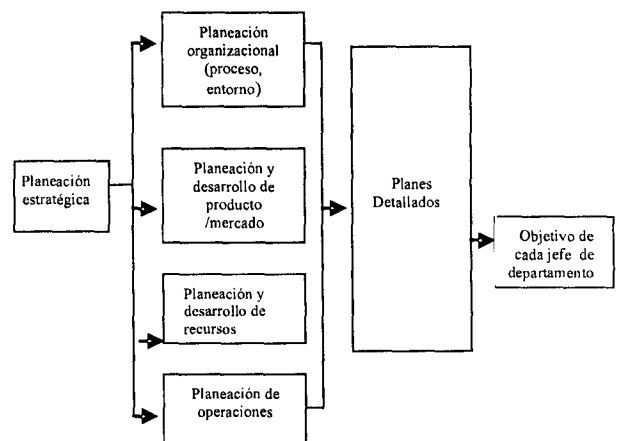 Planeación
estratégica
Planeación
organizacional
(proceso,
entorno)
Planeación y
desarrollo de
producto
/mercado
Planeación y
desarrollo de
recursos
Planeación de
operaciones
Planes
Detallados
Objetivo de
cada jefe de
departamento